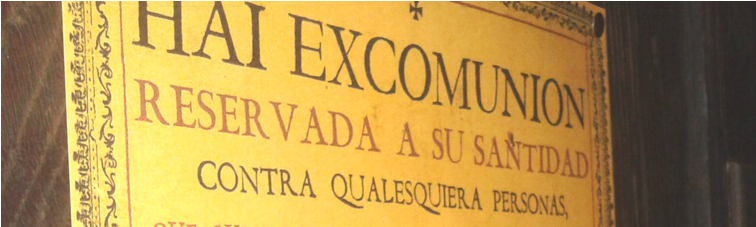 HAI EXCOMUNION
RESERVADA A SU SANTIDAD
CONTRA QUALESQUIERA PERSONAS,